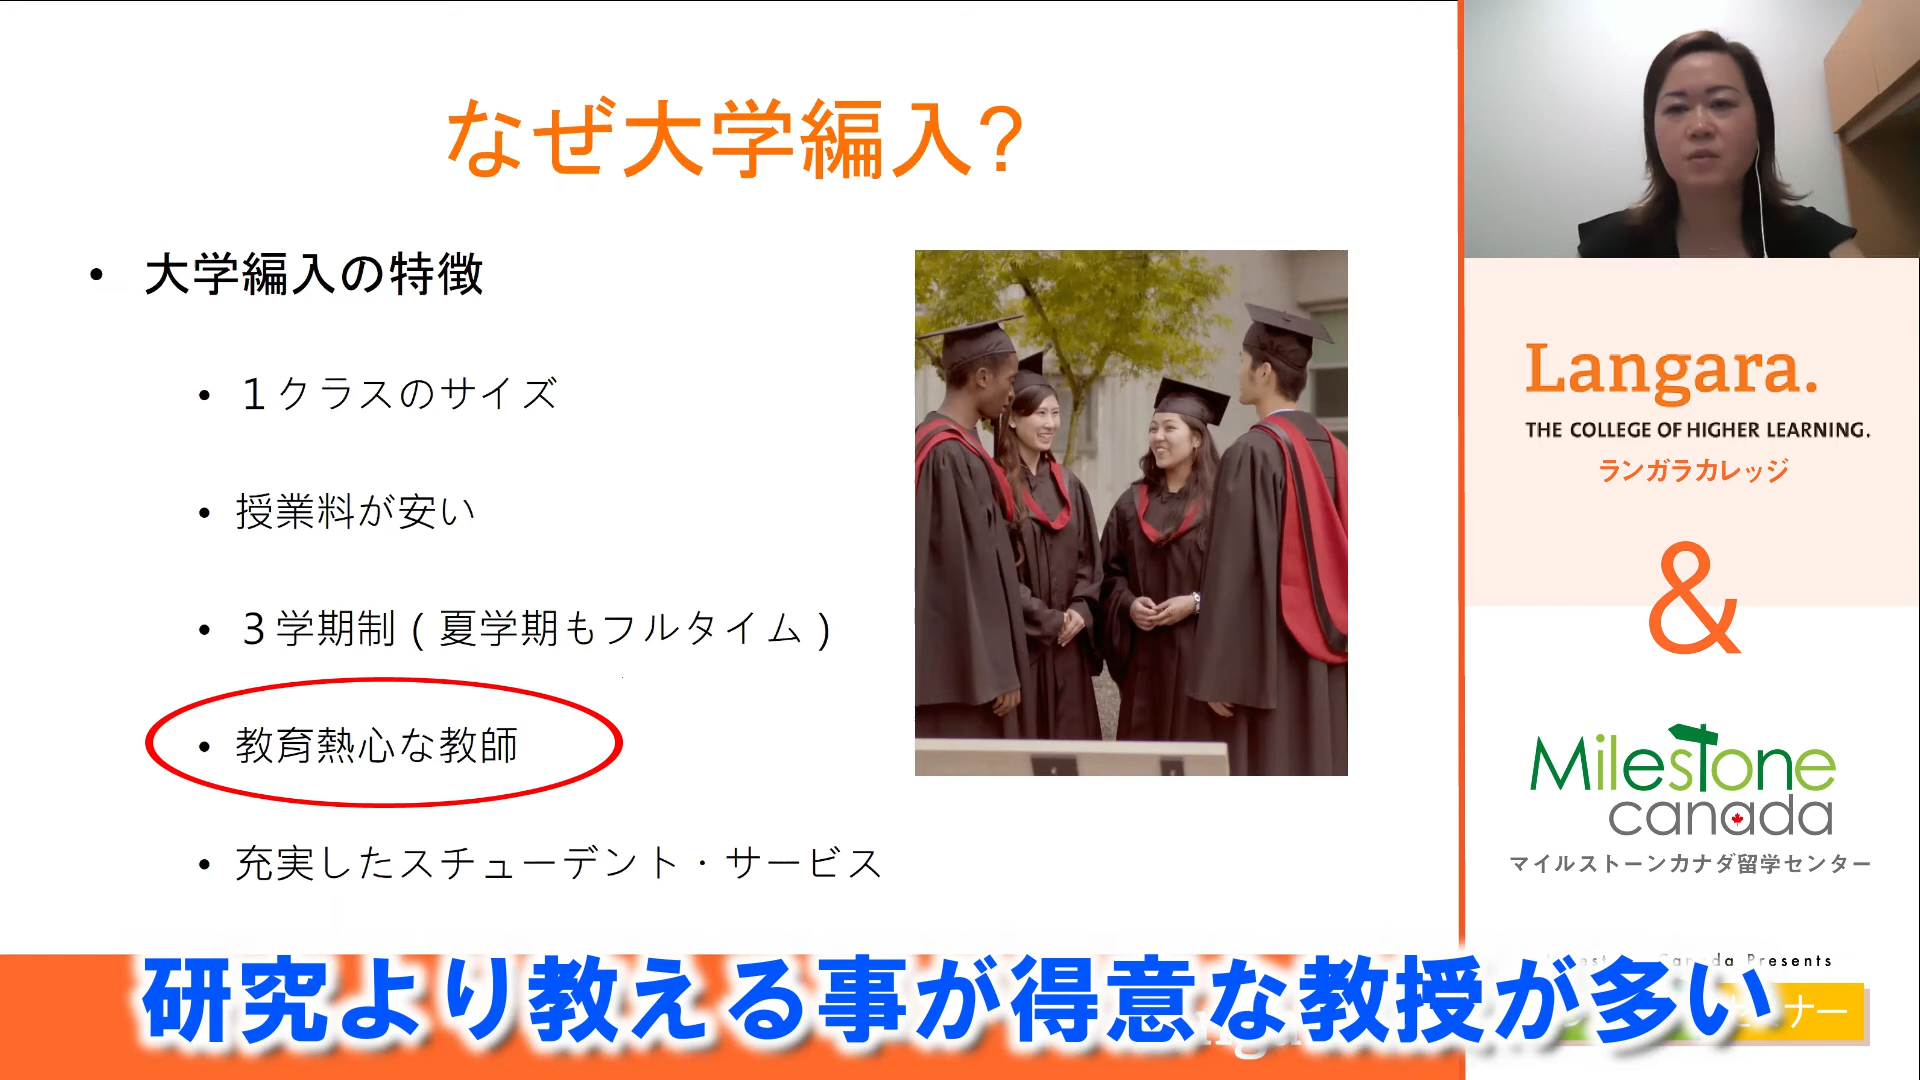 なぜ大学編入?
• 大学編入の特徴
• 1クラスのサイズ
• 授業料が安い
• 3学期制(夏学期もフルタイム)
• 教育熱心な教師
• 充実したスチューデント・サービス
Langara.
THE COLLEGE OF HIGHER LEARNING.
ランガラカレッジ
&
Milestone
canada
マイルストーンカナダ留学センター
Presents
研究より教える事が得意な教授が多い
ナー